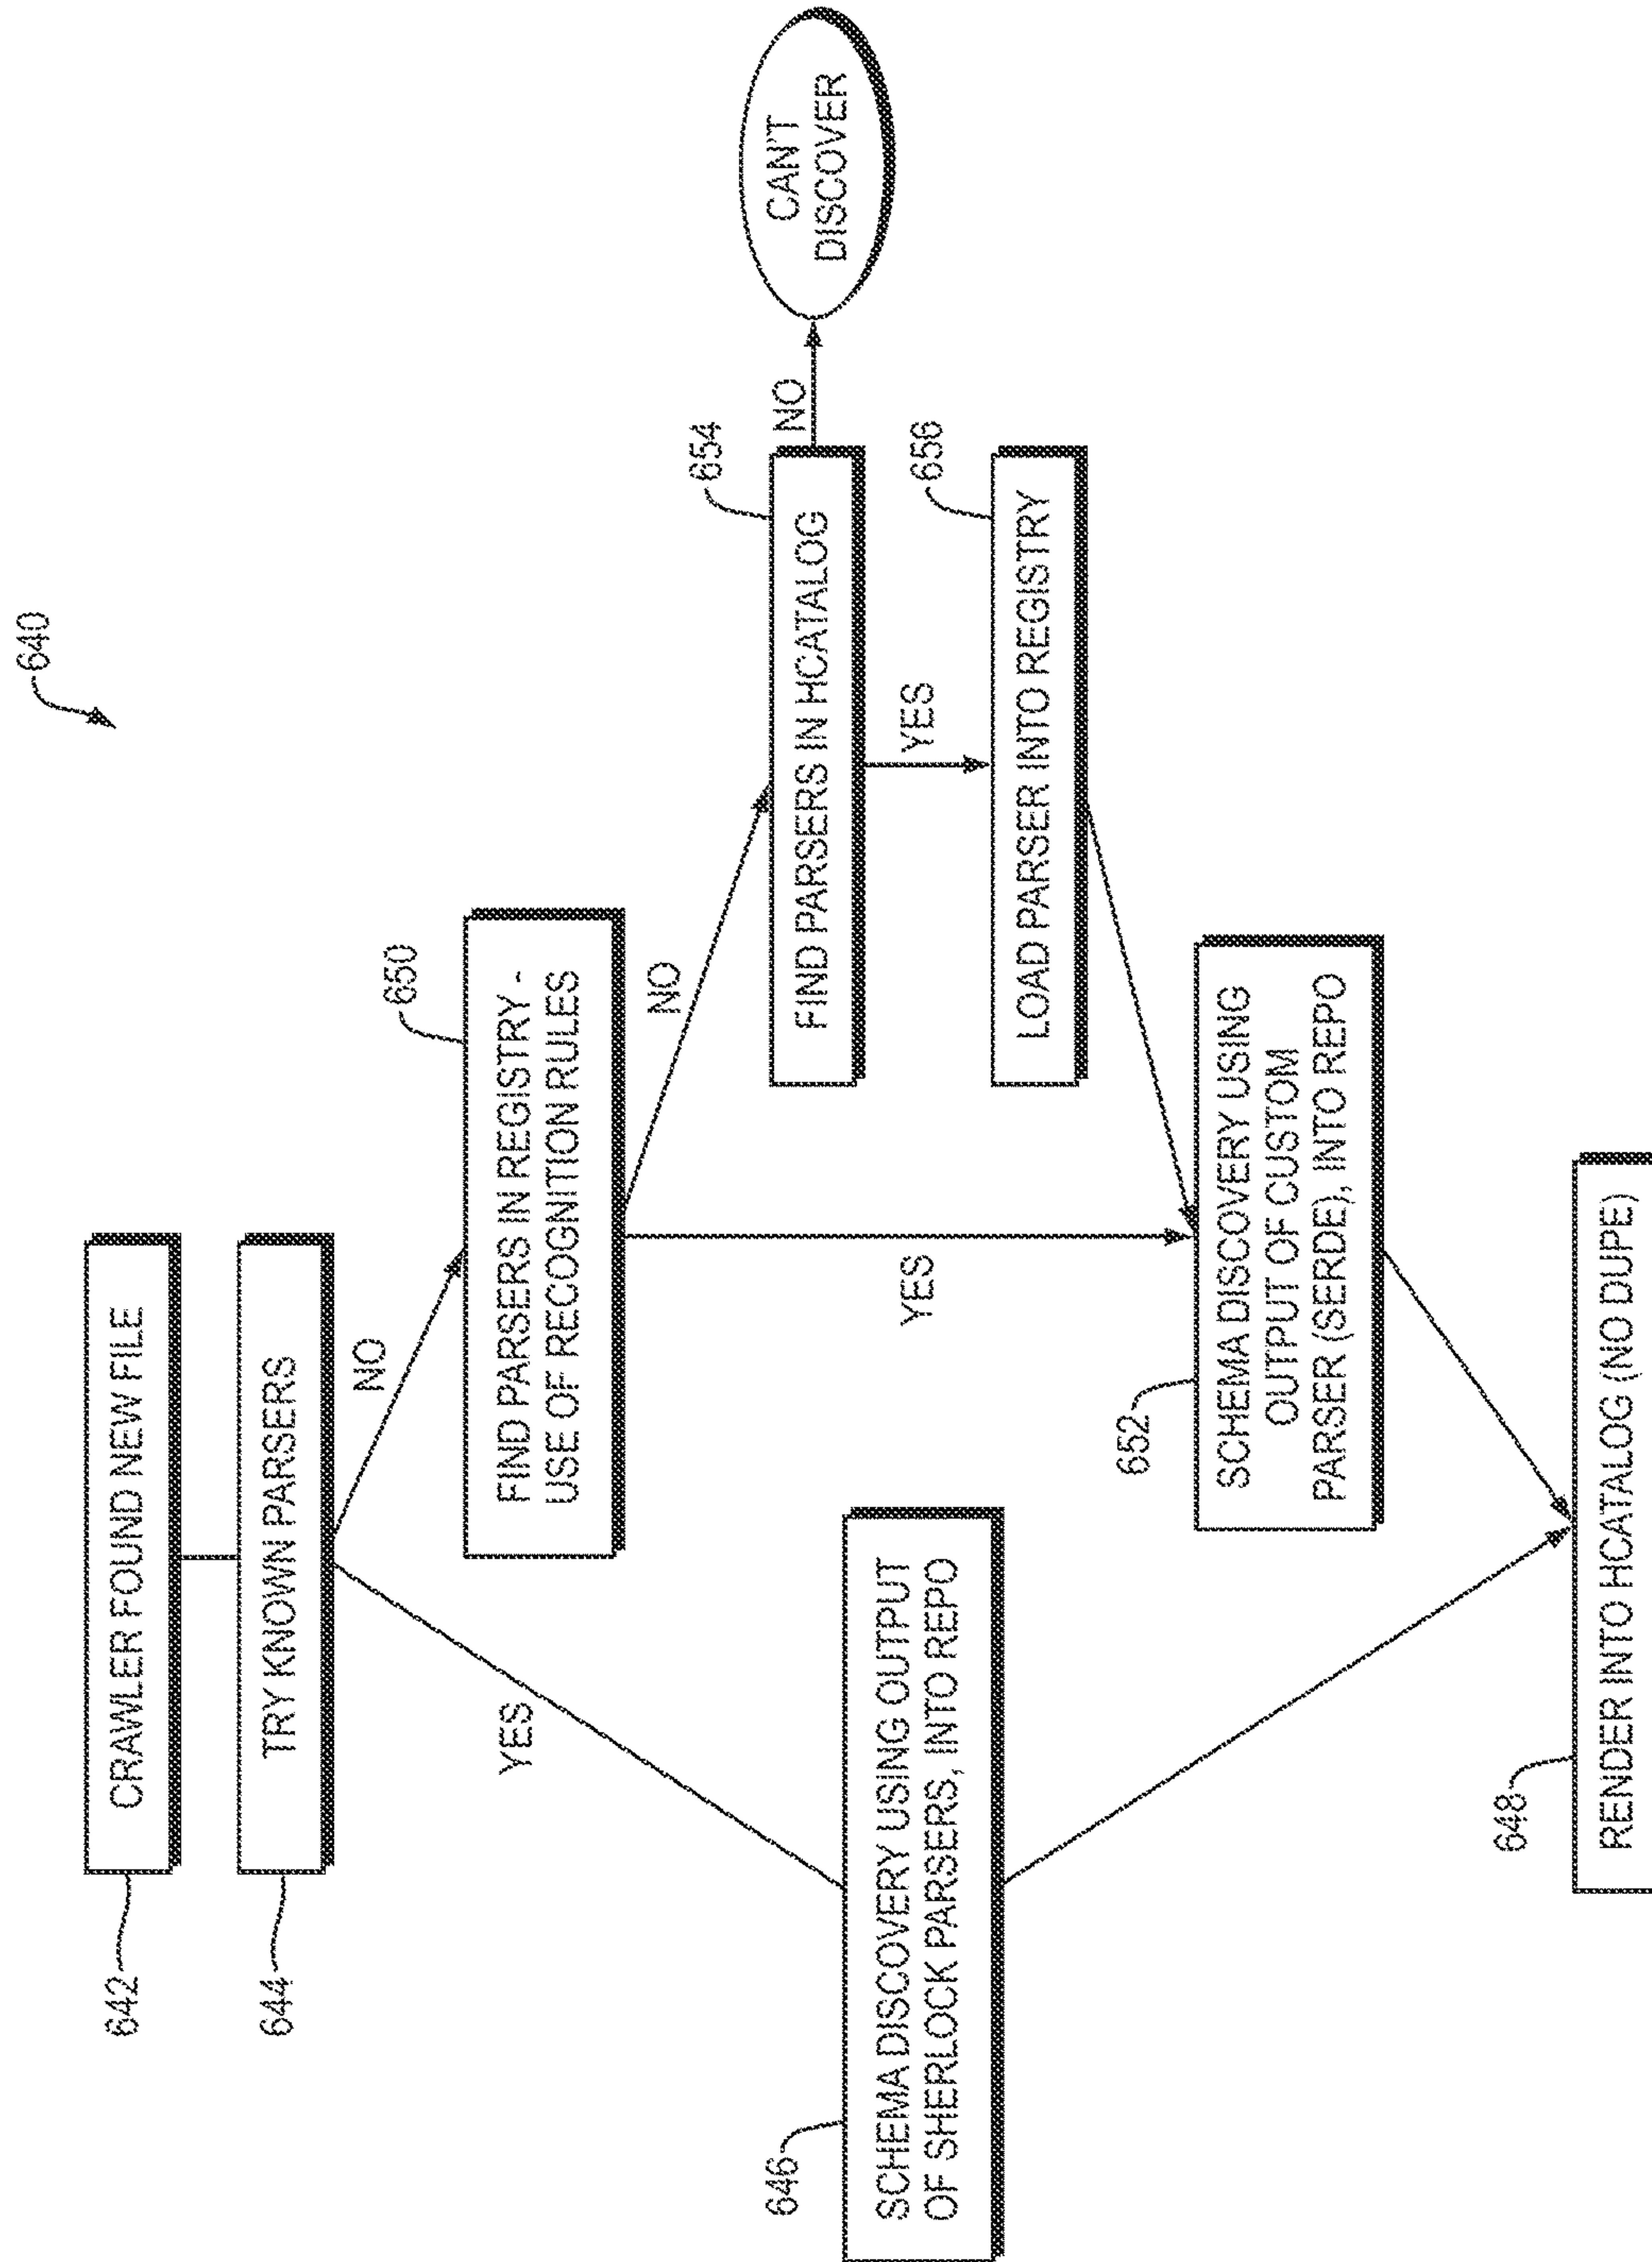 640
642
CRAWLER FOUND NEW FILE
644
TRY KNOWN PARSERS
NO
YES
650
FIND PARSERS IN REGISTRY -
USE OF RECOGNITION RULES
NO
YES
654
FIND PARSERS IN HCATALOG
NO
CAN'T
DISCOVER
YES
656
LOAD PARSER INTO REGISTRY
646
SCHEMA DISCOVERY USING OUTPUT
OF SHERLOCK PARSERS, INTO REPO
652
SCHEMA DISCOVERY USING
OUTPUT OF CUSTOM
PARSER (SERDE), INTO REPO
648
RENDER INTO HCATALOG (NO DUPE)